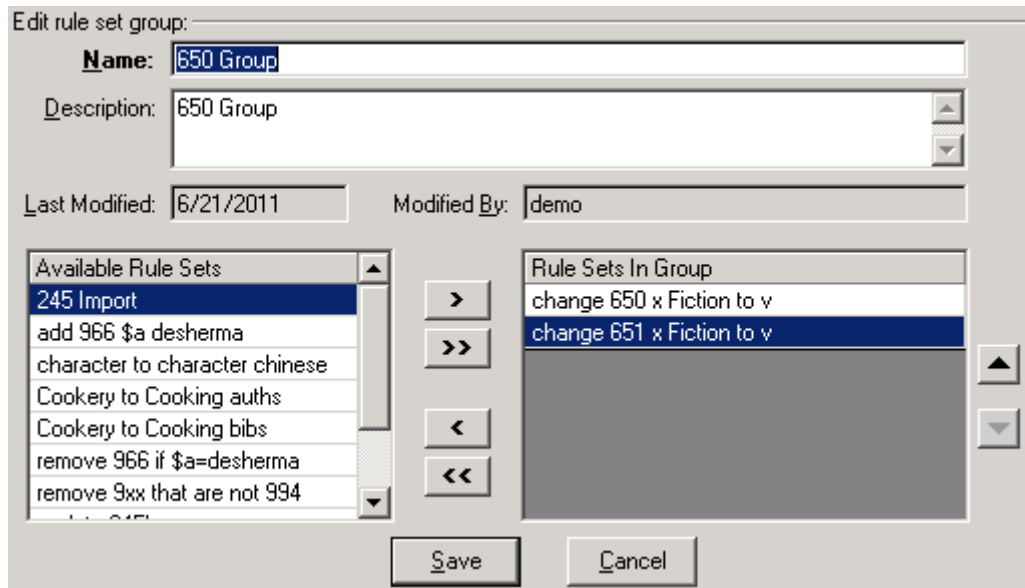 Edit rule set group:
Name: 650 Group
Description: 650 Group
Last Modified: 6/21/2011 Modified By: demo
Available Rule Sets
245 Import
add 966 $a desherma
character to character chinese
Cookery to Cooking auths
Cookery to Cooking bibs
remove 966 if $a=desherma
remove 9xx that are not 994
>
>>
<
<<
Rule Sets In Group
change 650 x Fiction to v
change 651 x Fiction to v
Save Cancel